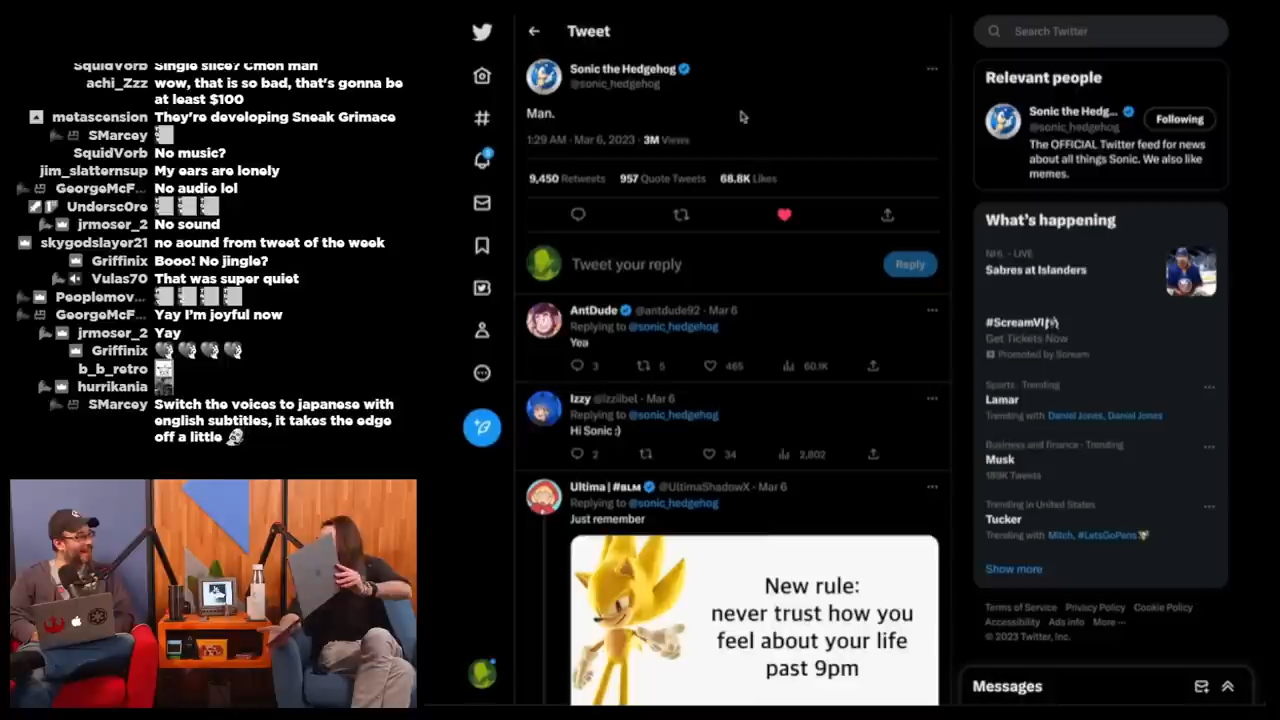 SquidVorb Single slice? Cmon man
achi_Zzz wow, that is so bad, that's gonna be
at least $100
metascension They're developing Sneak Grimace
SMarcey
SquidVorb No music?
jim_slatternsup My ears are lonely
GeorgeMcF... No audio lol
Undersc0re
jrmoser_2 No sound
skygodslayer21 no aound from tweet of the week
Griffinix Booo! No jingle?
Vulas70 That was super quiet
Peoplemov...
GeorgeMcF... Yay I'm joyful now
jrmoser_2 Yay
Griffinix
b_b_retro
hurrikania
SMarcey Switch the voices to japanese with
english subtitles, it takes the edge
off a little
Tweet
Sonic the Hedgehog
@sonic_hedgehog
Man.
1:29 AM · Mar 6, 2023 · 3M Views
9,450 Retweets 957 Quote Tweets 68.8K Likes
Tweet your reply
Reply
AntDude @antdude92 · Mar 6
Replying to @sonic_hedgehog
Yea
3 5 465 60.1K
Izzy @izziibel · Mar 6
Replying to @sonic_hedgehog
Hi Sonic :)
2 34 2,802
Ultima | #BLM @UltimaShadowX · Mar 6
Replying to @sonic_hedgehog
Just remember
New rule:
never trust how you
feel about your life
past 9pm
Search Twitter
Relevant people
Sonic the Hedg...
@sonic_hedgehog
Following
The OFFICIAL Twitter feed for news
about all things Sonic. We also like
memes.
What's happening
NHL · LIVE
Sabres at Islanders
#ScreamVI
Get Tickets Now
Promoted by Scream
Sports · Trending
Lamar
Trending with Daniel Jones, Daniel Jones
Business and finance · Trending
Musk
189K Tweets
Trending in United States
Tucker
Trending with Mitch, #LetsGoPens
Show more
Terms of Service Privacy Policy Cookie Policy
Accessibility Ads info More ···
© 2023 Twitter, Inc.
Messages